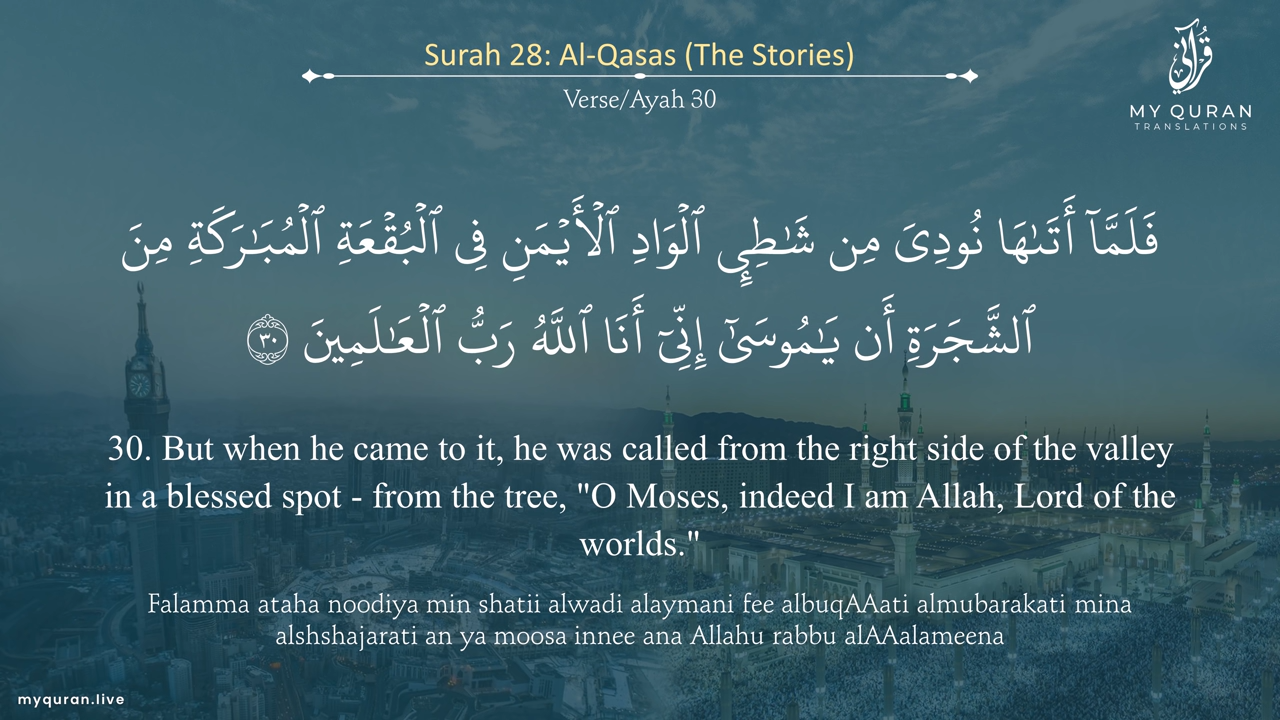 Surah 28: Al-Qasas (The Stories)
Verse/Ayah 30
قرآني
MY QURAN
TRANSLATIONS
فَلَمَّآ أَتَىٰهَا نُودِىَ مِن شَـٰطِئِ ٱلْوَادِ ٱلْأَيْمَنِ فِى ٱلْبُقْعَةِ ٱلْمُبَـٰرَكَةِ مِنَ
ٱلشَّجَرَةِ أَن يَـٰمُوسَىٰٓ إِنِّىٓ أَنَا ٱللَّهُ رَبُّ ٱلْعَـٰلَمِينَ ٣٠
30. But when he came to it, he was called from the right side of the valley
in a blessed spot - from the tree, "O Moses, indeed I am Allah, Lord of the
worlds."
Falamma ataha noodiya min shatii alwadi alaymani fee albuqAAati almubarakati mina
alshshajarati an ya moosa innee ana Allahu rabbu alAAalameena
myquran.live